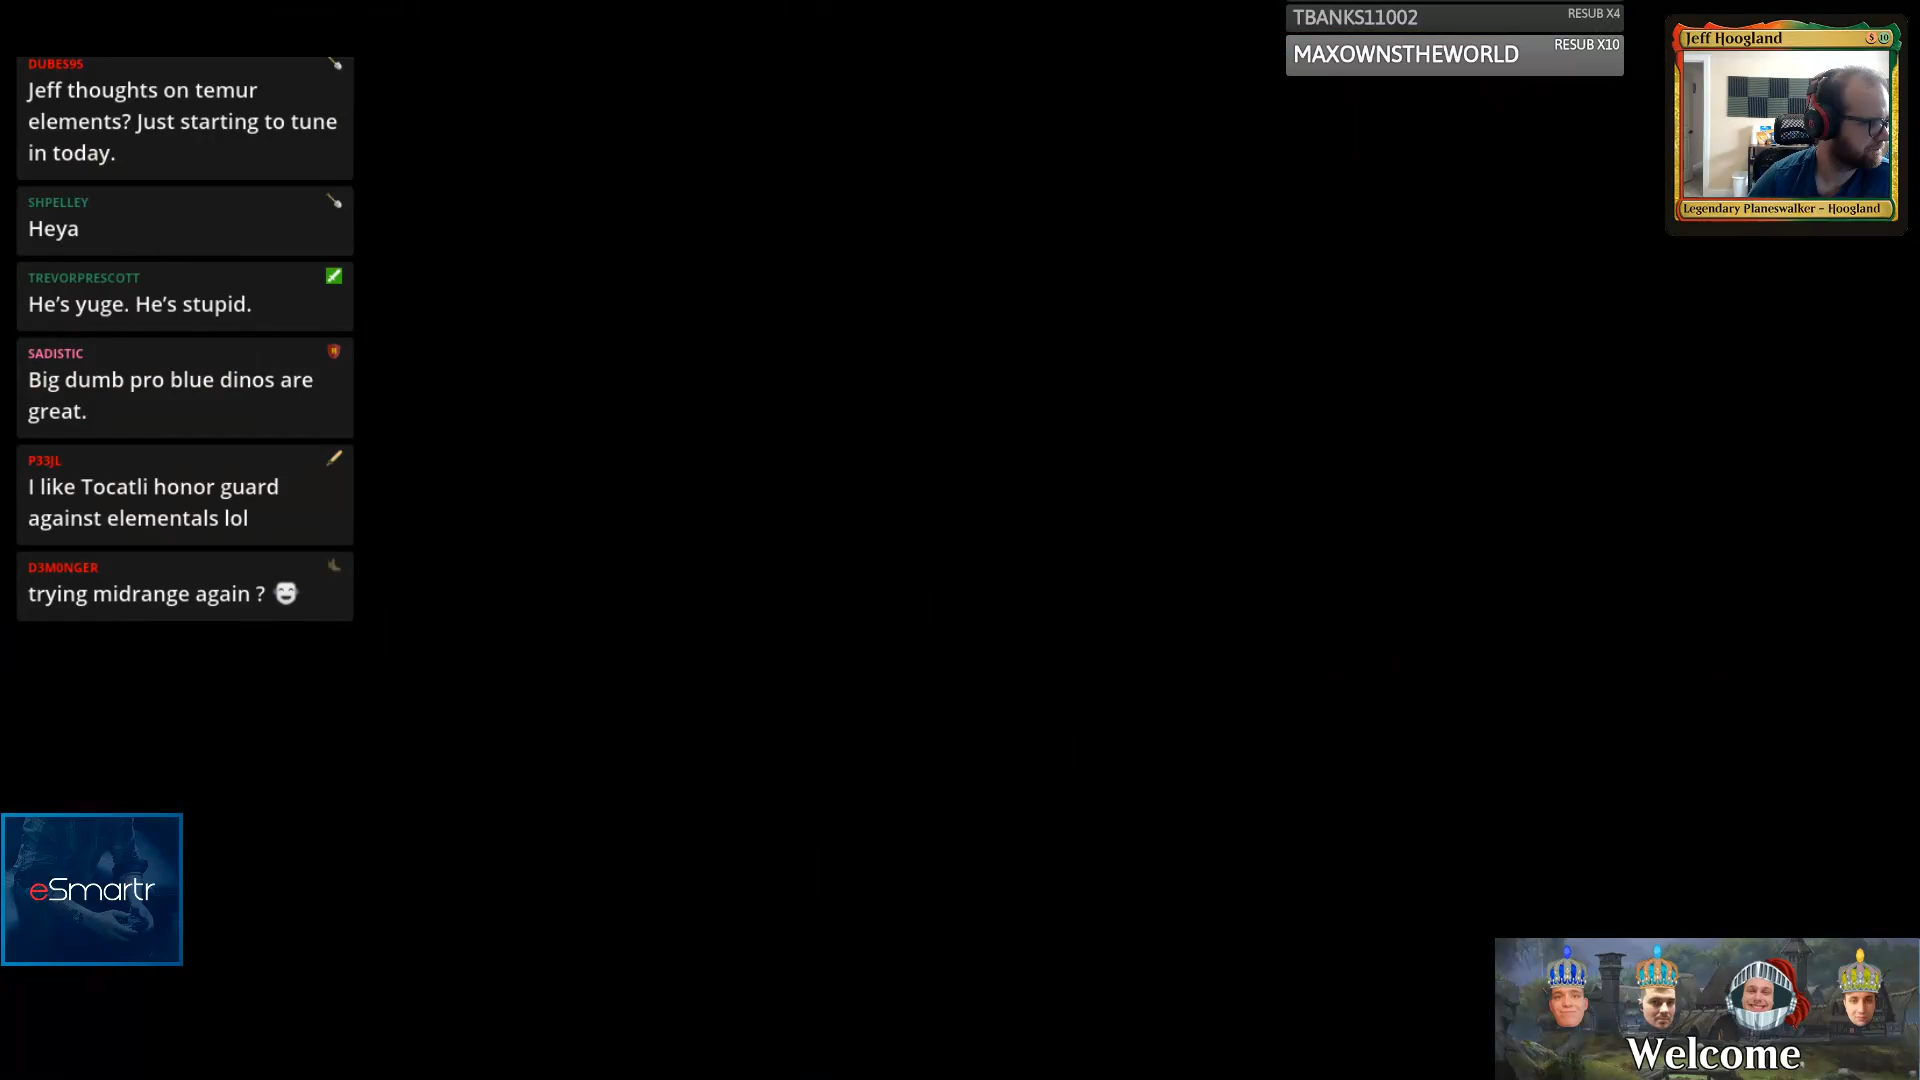 DUBES95
Jeff thoughts on temur
elements? Just starting to tune
in today.
SHPELLEY
Heya
TREVORPRESCOTT
He's yuge. He's stupid.
SADISTIC
Big dumb pro blue dinos are
great.
P33JL
I like Tocatli honor guard
against elementals lol
D3M0NGER
trying midrange again ?
eSmartr
TBANKS11002 RESUB X4
MAXOWNSTHEWORLD RESUB X10
Jeff Hoogland $ 10
Legendary Planeswalker – Hoogland
Welcome